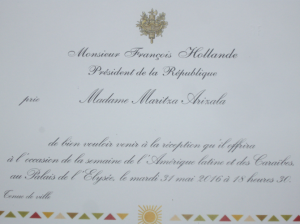 Monsieur François Hollande
Président de la République
prie Madame Maritza Arizala
de bien vouloir venir à la réception qu'il offrira
à l'occasion de la semaine de l'Amérique latine et des Caraïbes,
au Palais de l'Elysée, le mardi 31 mai 2016 à 18 heures 30.
Tenue de ville